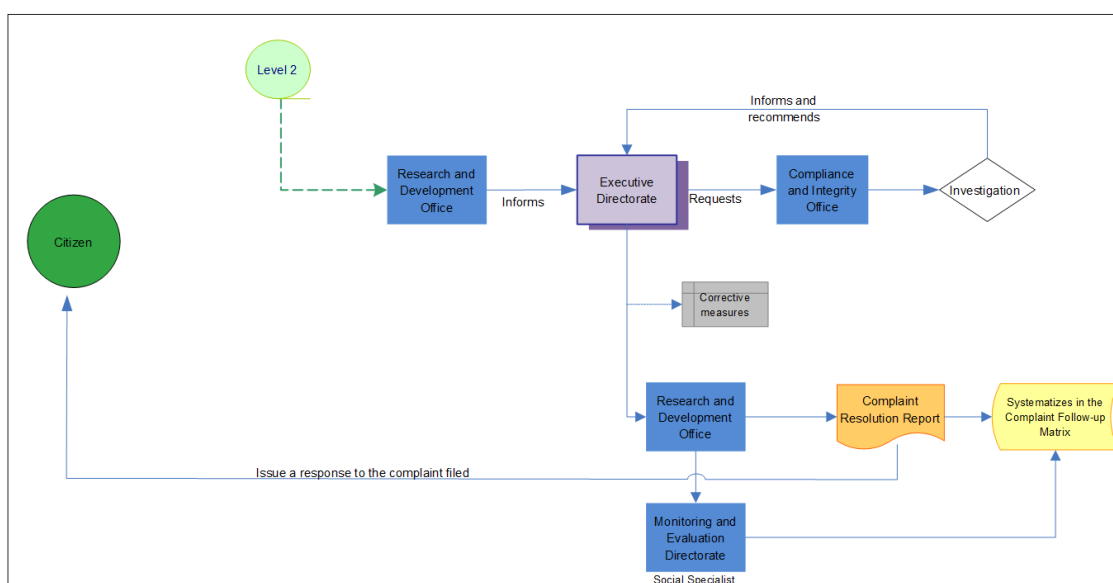 Level 2
Informs and
recommends
Research and
Development
Office
Informs
Executive
Directorate
Requests
Compliance
and Integrity
Office
Investigation
Citizen
Corrective
measures
Research and
Development
Office
Complaint
Resolution Report
Systematizes in the
Complaint Follow-up
Matrix
Issue a response to the complaint filed
Monitoring and
Evaluation
Directorate
Social Specialist